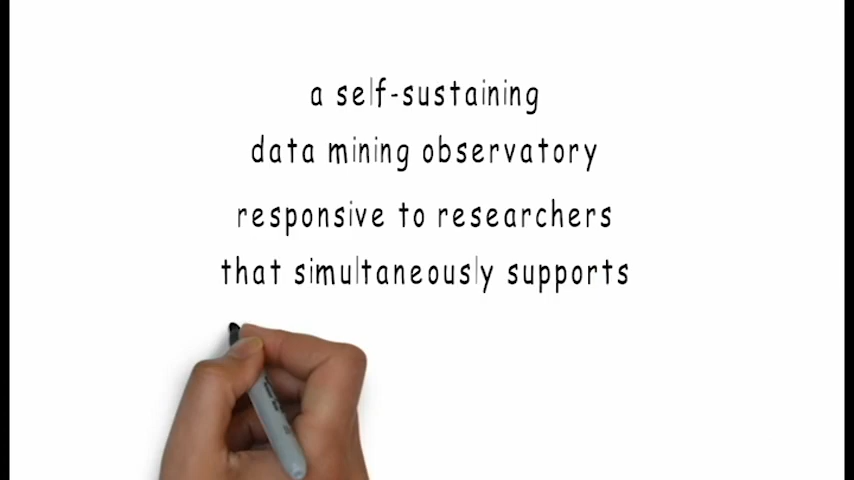 a self-sustaining
data mining observatory
responsive to researchers
that simultaneously supports